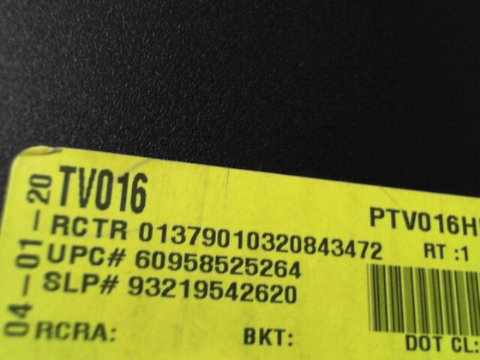 TV016
PTV016H
RCTR 01379010320843472
RT :1
UPC# 60958525264
SLP# 93219542620
RCRA:
BKT:
DOT CL:
04-01-20